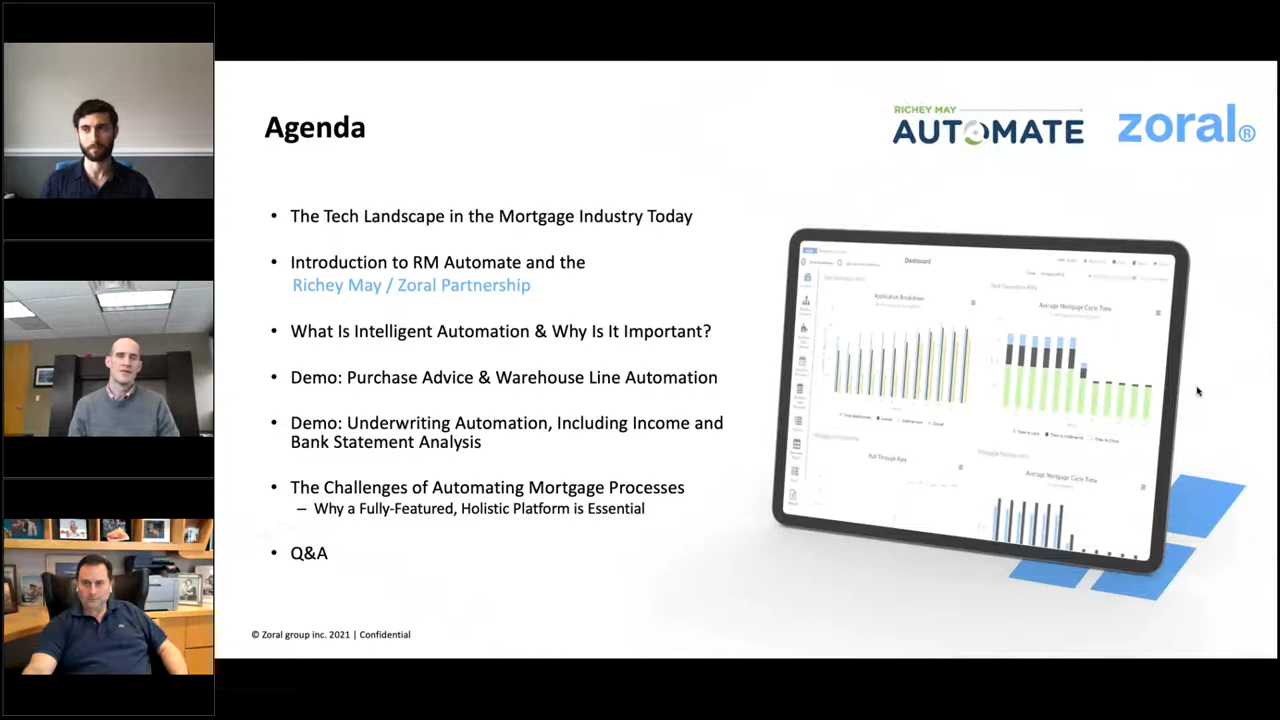 Agenda
RICHEY MAY
AUTOMATE
zoral®
• The Tech Landscape in the Mortgage Industry Today
• Introduction to RM Automate and the
Richey May / Zoral Partnership
• What Is Intelligent Automation & Why Is It Important?
• Demo: Purchase Advice & Warehouse Line Automation
• Demo: Underwriting Automation, Including Income and
Bank Statement Analysis
• The Challenges of Automating Mortgage Processes
– Why a Fully-Featured, Holistic Platform is Essential
• Q&A
Dashboard
Application Breakdown
Average Mortgage Cycle Time
Pull Through Rate
Average Mortgage Cycle Time
© Zoral group inc. 2021 | Confidential